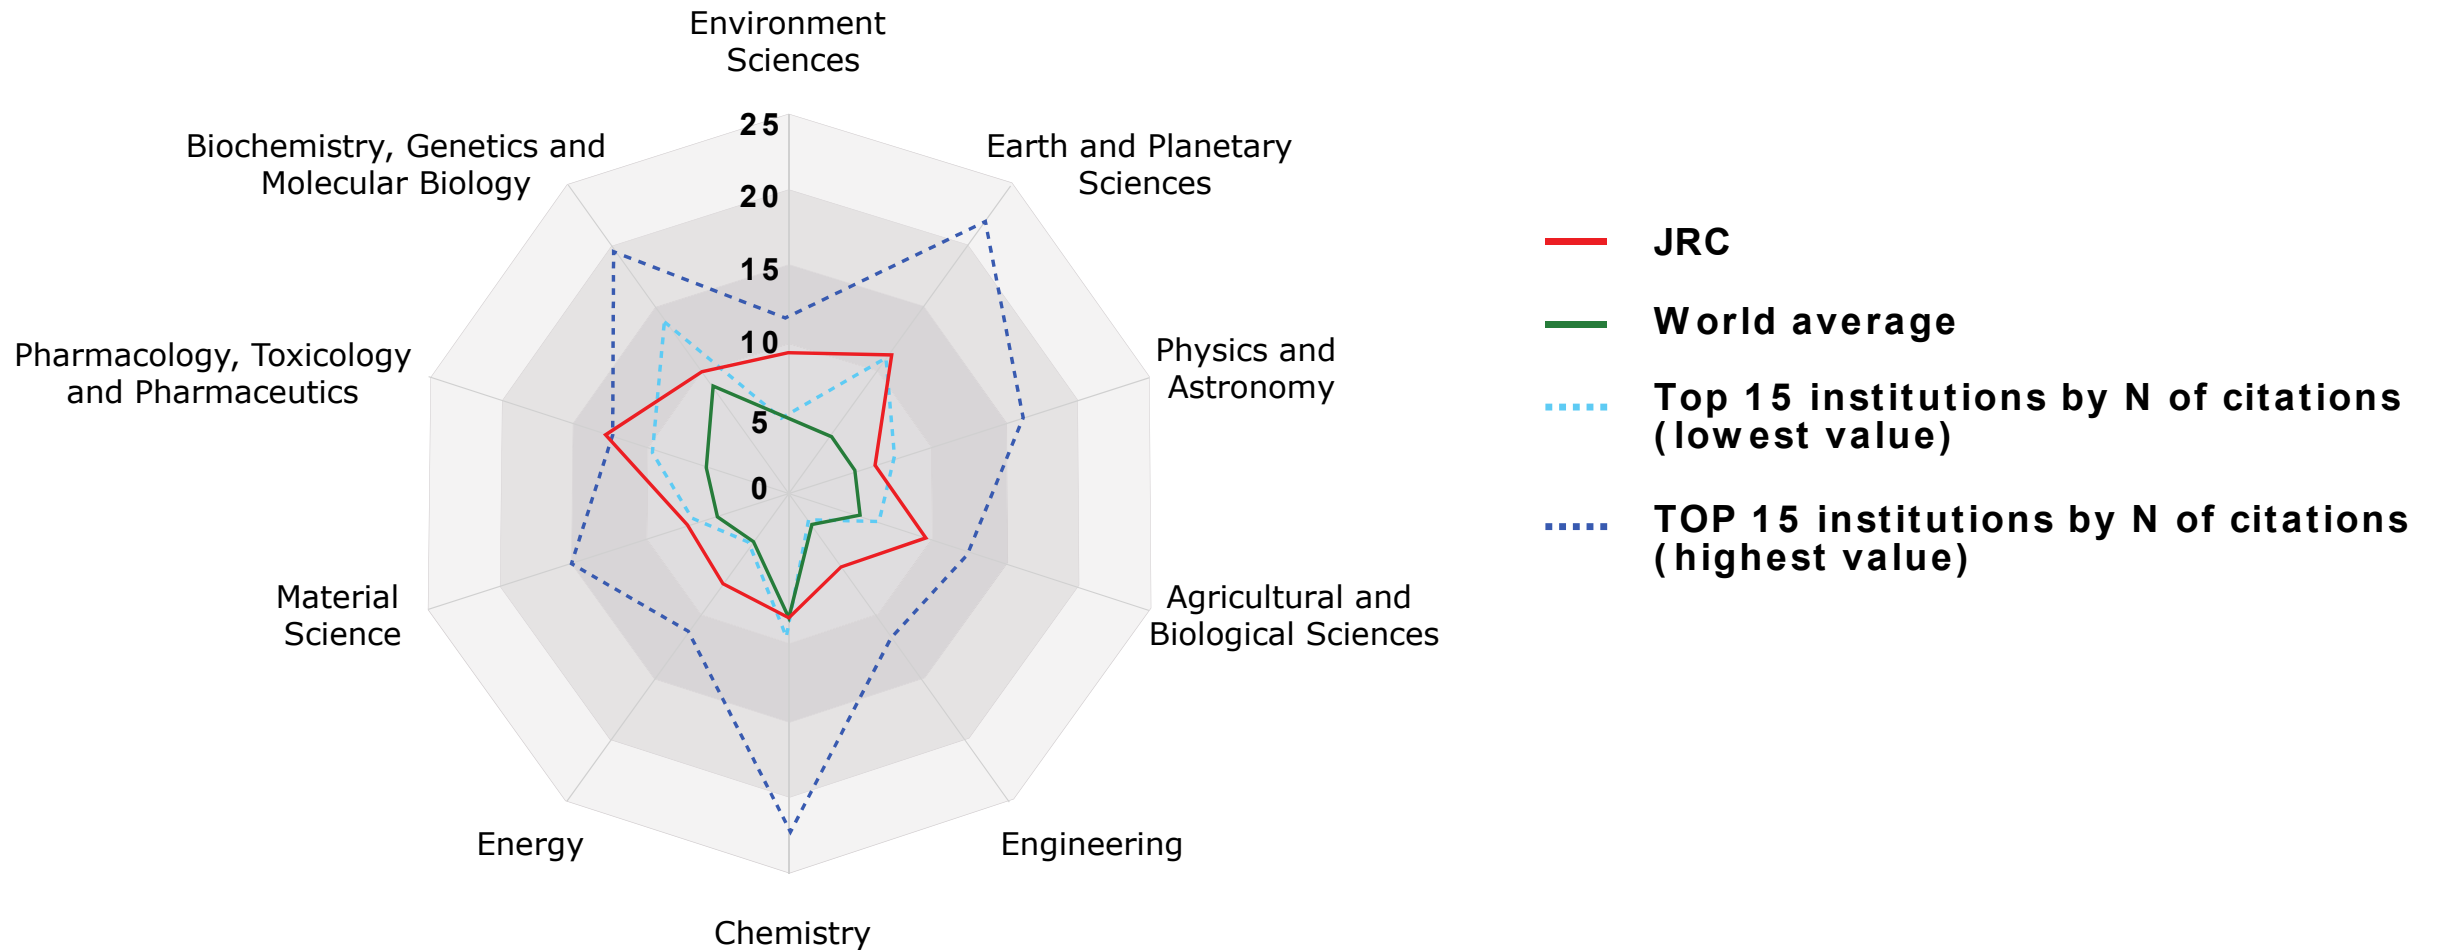 Environment
Sciences
25
20
15
10
5
0
Earth and Planetary
Sciences
Physics and
Astronomy
Agricultural and
Biological Sciences
Engineering
Chemistry
Energy
Material
Science
Pharmacology, Toxicology
and Pharmaceutics
Biochemistry, Genetics and
Molecular Biology
JRC
World average
Top 15 institutions by N of citations
(lowest value)
TOP 15 institutions by N of citations
(highest value)